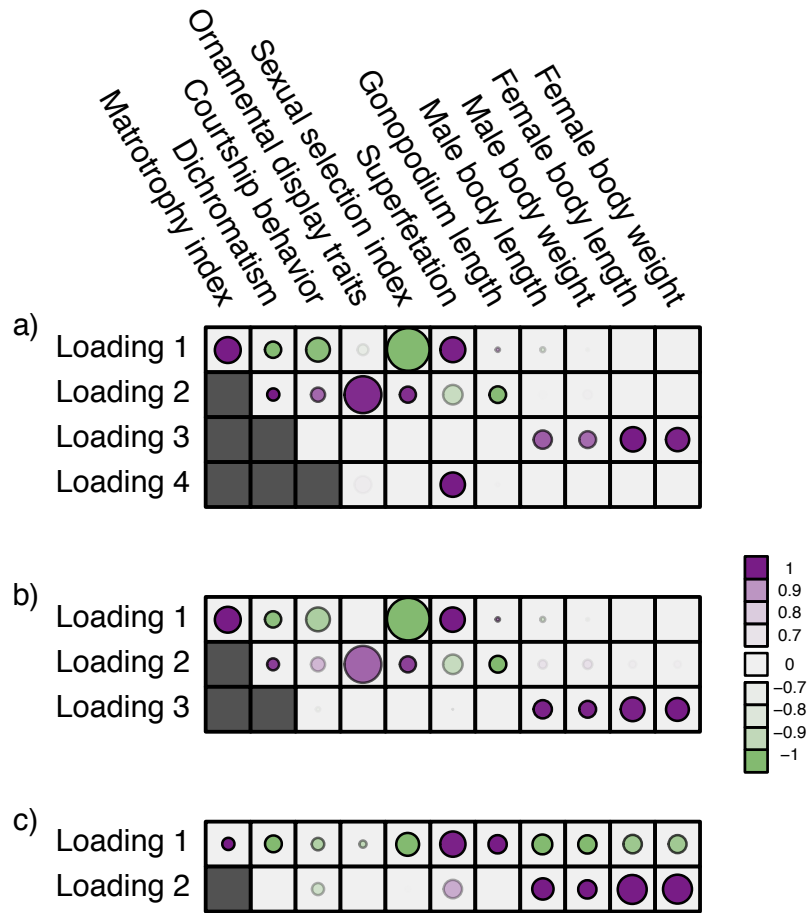 Matrotrophy index
Dichromatism
Courtship behavior
Ornamental display traits
Sexual selection index
Superfetation
Gonopodium length
Male body length
Male body weight
Female body length
Female body weight
a)
Loading 1
Loading 2
Loading 3
Loading 4
b)
Loading 1
Loading 2
Loading 3
c)
Loading 1
Loading 2
1
0.9
0.8
0.7
0
−0.7
−0.8
−0.9
−1